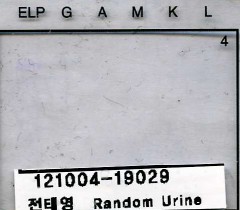 ELP G A M K L
4
121004-19029
전태영 Random Urine